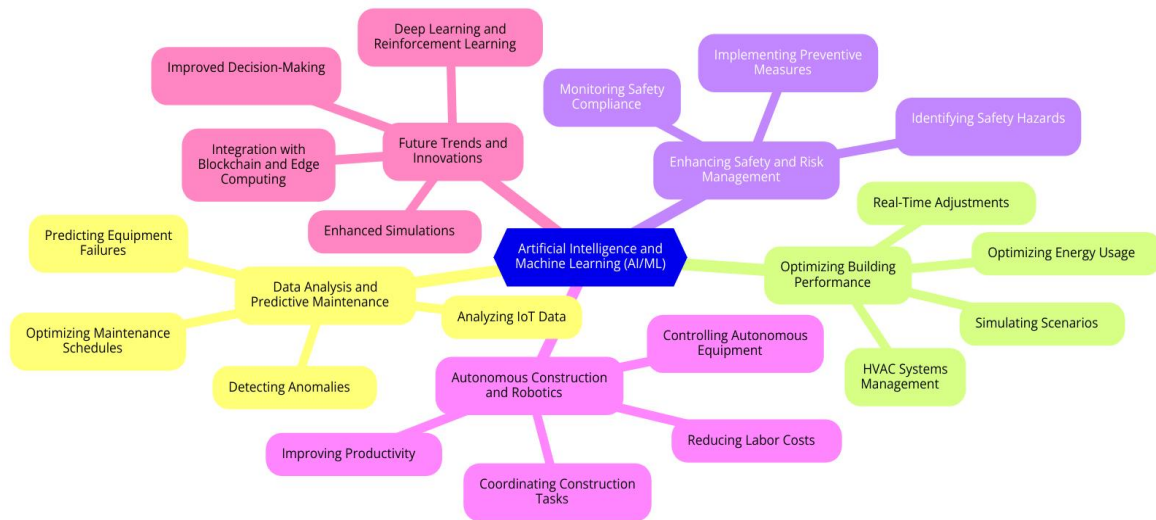 Deep Learning and
Reinforcement Learning
Improved Decision-Making
Integration with
Blockchain and Edge
Computing
Enhanced Simulations
Future Trends and
Innovations
Implementing Preventive
Measures
Monitoring Safety
Compliance
Identifying Safety Hazards
Enhancing Safety and Risk
Management
Artificial Intelligence and
Machine Learning (AI/ML)
Real-Time Adjustments
Optimizing Energy Usage
Optimizing Building
Performance
Simulating Scenarios
HVAC Systems
Management
Predicting Equipment
Failures
Data Analysis and
Predictive Maintenance
Analyzing IoT Data
Optimizing Maintenance
Schedules
Detecting Anomalies
Controlling Autonomous
Equipment
Autonomous Construction
and Robotics
Reducing Labor Costs
Improving Productivity
Coordinating Construction
Tasks